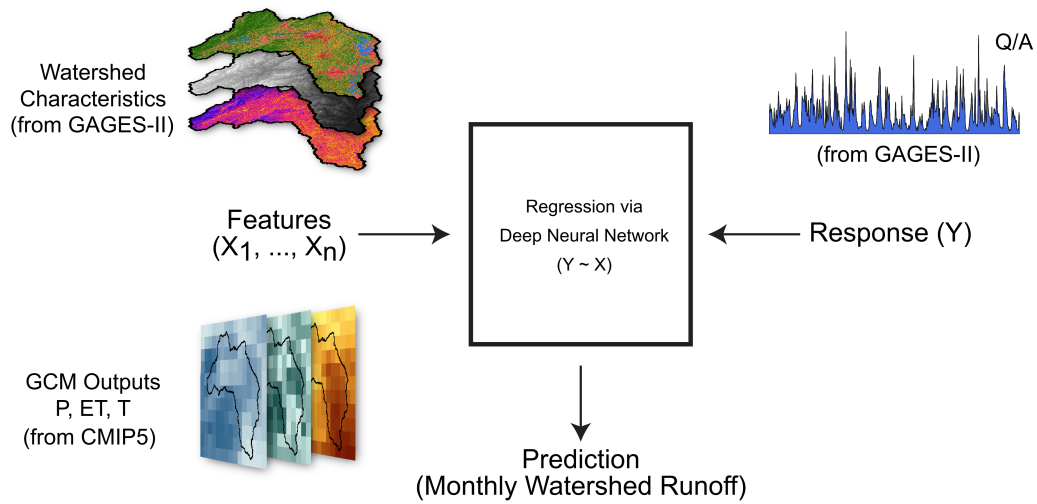 Watershed
Characteristics
(from GAGES-II)
Q/A
(from GAGES-II)
Features
(X1, ..., Xn)
Regression via
Deep Neural Network
(Y ~ X)
Response (Y)
GCM Outputs
P, ET, T
(from CMIP5)
Prediction
(Monthly Watershed Runoff)